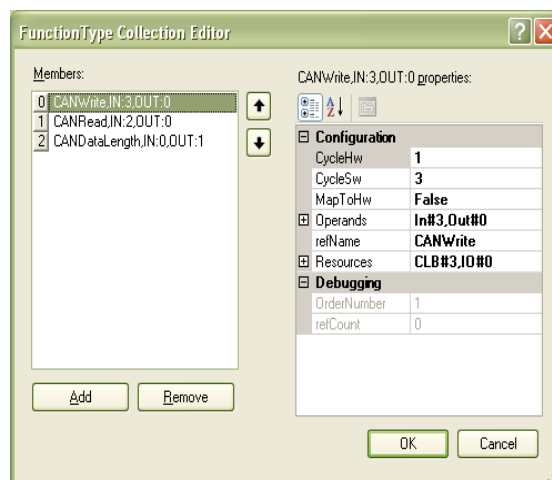 FunctionType Collection Editor
Members:
0 CANWrite,IN:3,OUT:0
1 CANRead,IN:2,OUT:0
2 CANDataLength,IN:0,OUT:1
Add
Remove
CANWrite,IN:3,OUT:0 properties:
Configuration
CycleHw 1
CycleSw 3
MapToHw False
Operands In#3,Out#0
refName CANWrite
Resources CLB#3,IO#0
Debugging
OrderNumber 1
refCount 0
OK
Cancel